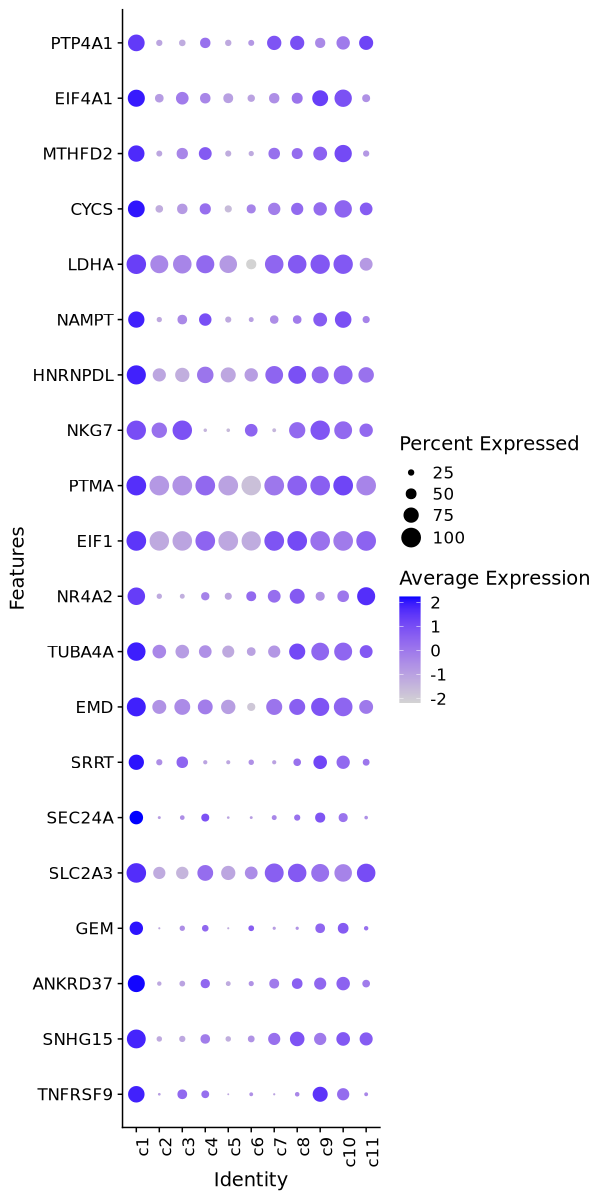 PTP4A1
EIF4A1
MTHFD2
CYCS
LDHA
NAMPT
HNRNPDL
NKG7
PTMA
EIF1
NR4A2
TUBA4A
EMD
SRRT
SEC24A
SLC2A3
GEM
ANKRD37
SNHG15
TNFRSF9
Features
c1 c2 c3 c4 c5 c6 c7 c8 c9 c10 c11
Identity
Percent Expressed
25
50
75
100
Average Expression
2
1
0
-1
-2